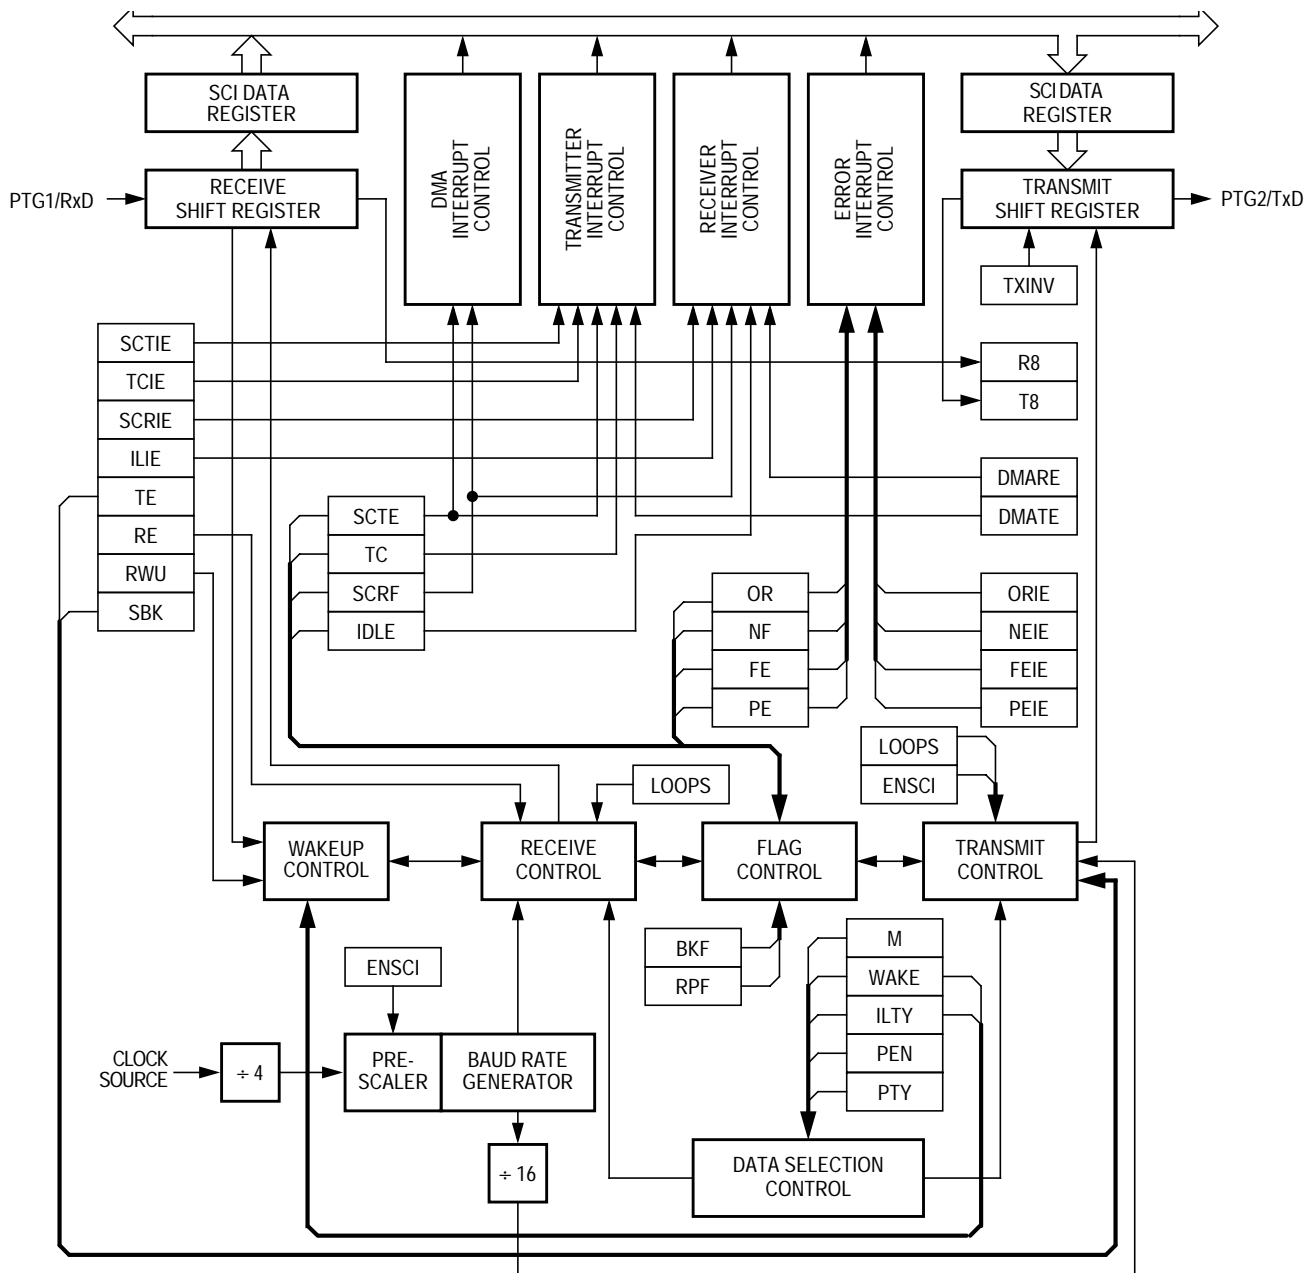 SCI DATA
REGISTER
SCI DATA
REGISTER
DMA
INTERRUPT
CONTROL
TRANSMITTER
INTERRUPT
CONTROL
RECEIVER
INTERRUPT
CONTROL
ERROR
INTERRUPT
CONTROL
PTG1/RxD
RECEIVE
SHIFT REGISTER
TRANSMIT
SHIFT REGISTER
PTG2/TxD
TXINV
SCTIE
TCIE
SCRIE
ILIE
TE
RE
RWU
SBK
R8
T8
DMARE
DMATE
SCTE
TC
SCRF
IDLE
OR
NF
FE
PE
ORIE
NEIE
FEIE
PEIE
LOOPS
ENSCI
LOOPS
WAKEUP
CONTROL
RECEIVE
CONTROL
FLAG
CONTROL
TRANSMIT
CONTROL
BKF
RPF
M
WAKE
ILTY
PEN
PTY
ENSCI
CLOCK
SOURCE
÷ 4
PRE-
SCALER
BAUD RATE
GENERATOR
÷ 16
DATA SELECTION
CONTROL